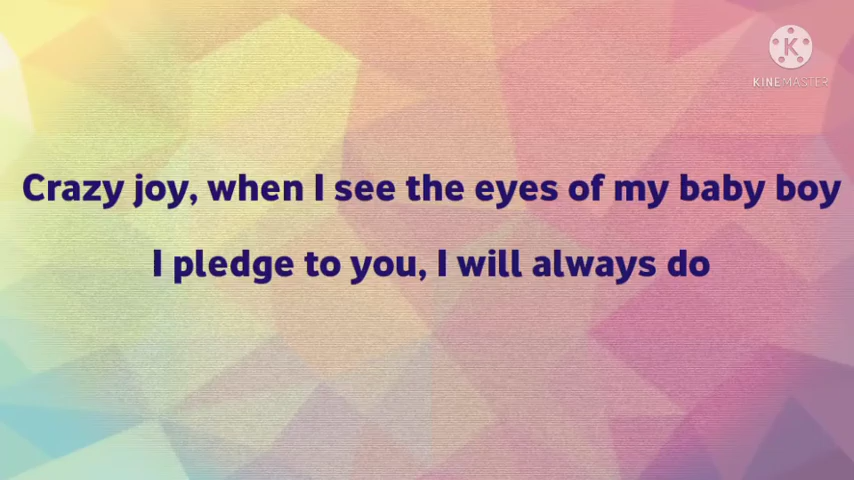 KINEMASTER
Crazy joy, when I see the eyes of my baby boy
I pledge to you, I will always do